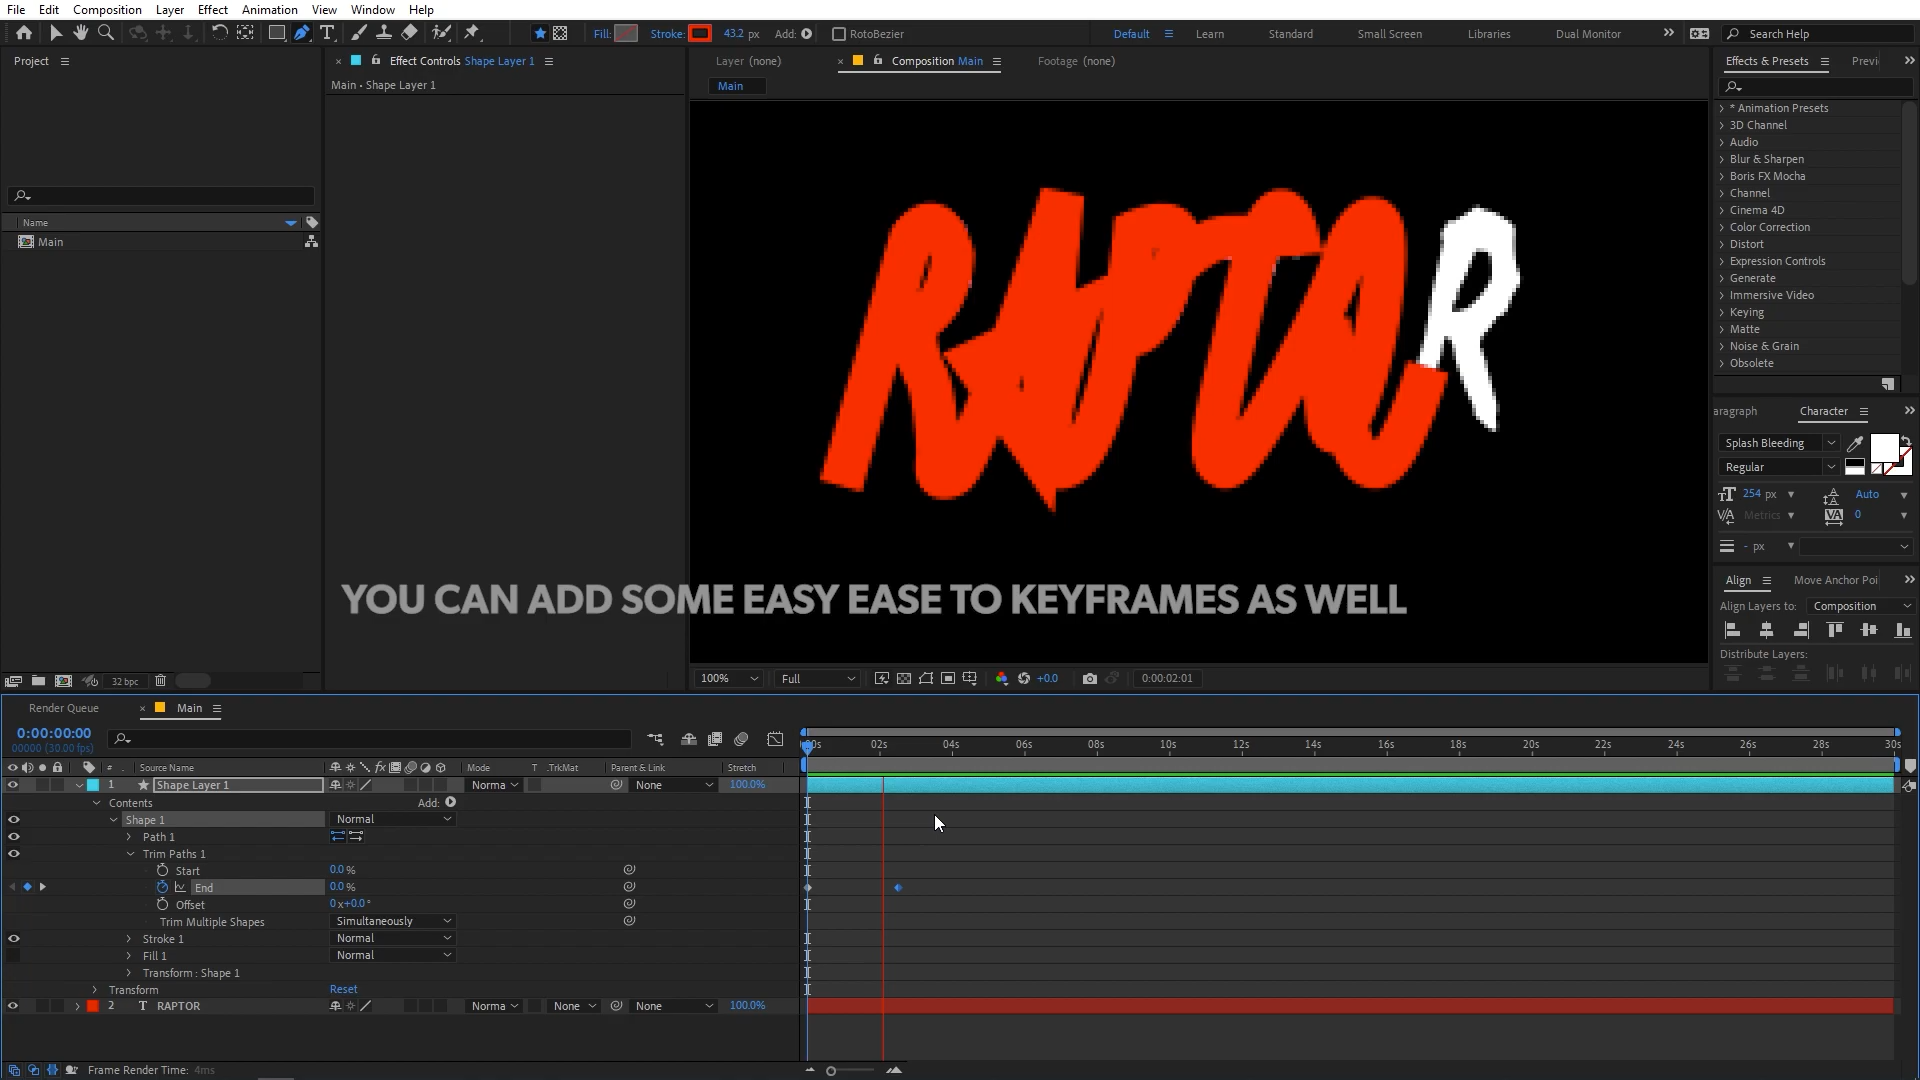 File Edit Composition Layer Effect Animation View Window Help
Fill: Stroke: 43.2 px Add: RotoBezier Default Learn Standard Small Screen Libraries Dual Monitor Search Help
Project
Effect Controls Shape Layer 1
Layer (none)
Composition Main
Footage (none)
Effects & Presets
Previ
Main • Shape Layer 1
Main
* Animation Presets
3D Channel
Audio
Blur & Sharpen
Boris FX Mocha
Channel
Cinema 4D
Color Correction
Distort
Expression Controls
Generate
Immersive Video
Keying
Matte
Noise & Grain
Obsolete
Name
Main
RAPTOR
aragraph Character
Splash Bleeding
Regular
254 px Auto
Metrics 0
- px
Align Move Anchor Poi
Align Layers to: Composition
Distribute Layers:
YOU CAN ADD SOME EASY EASE TO KEYFRAMES AS WELL
32 bpc
100% Full +0.0 0:00:02:01
Render Queue Main
0:00:00:00
00000 (30.00 fps)
02s 04s 06s 08s 10s 12s 14s 16s 18s 20s 22s 24s 26s 28s 30s
# Source Name Mode T .TrkMat Parent & Link Stretch
1 Shape Layer 1 Norma None 100.0%
Contents Add:
Shape 1 Normal
Path 1
Trim Paths 1
Start 0.0 %
End 0.0 %
Offset 0 x+0.0 °
Trim Multiple Shapes Simultaneously
Stroke 1 Normal
Fill 1 Normal
Transform : Shape 1
Transform Reset
2 T RAPTOR Norma None None 100.0%
Frame Render Time: 4ms